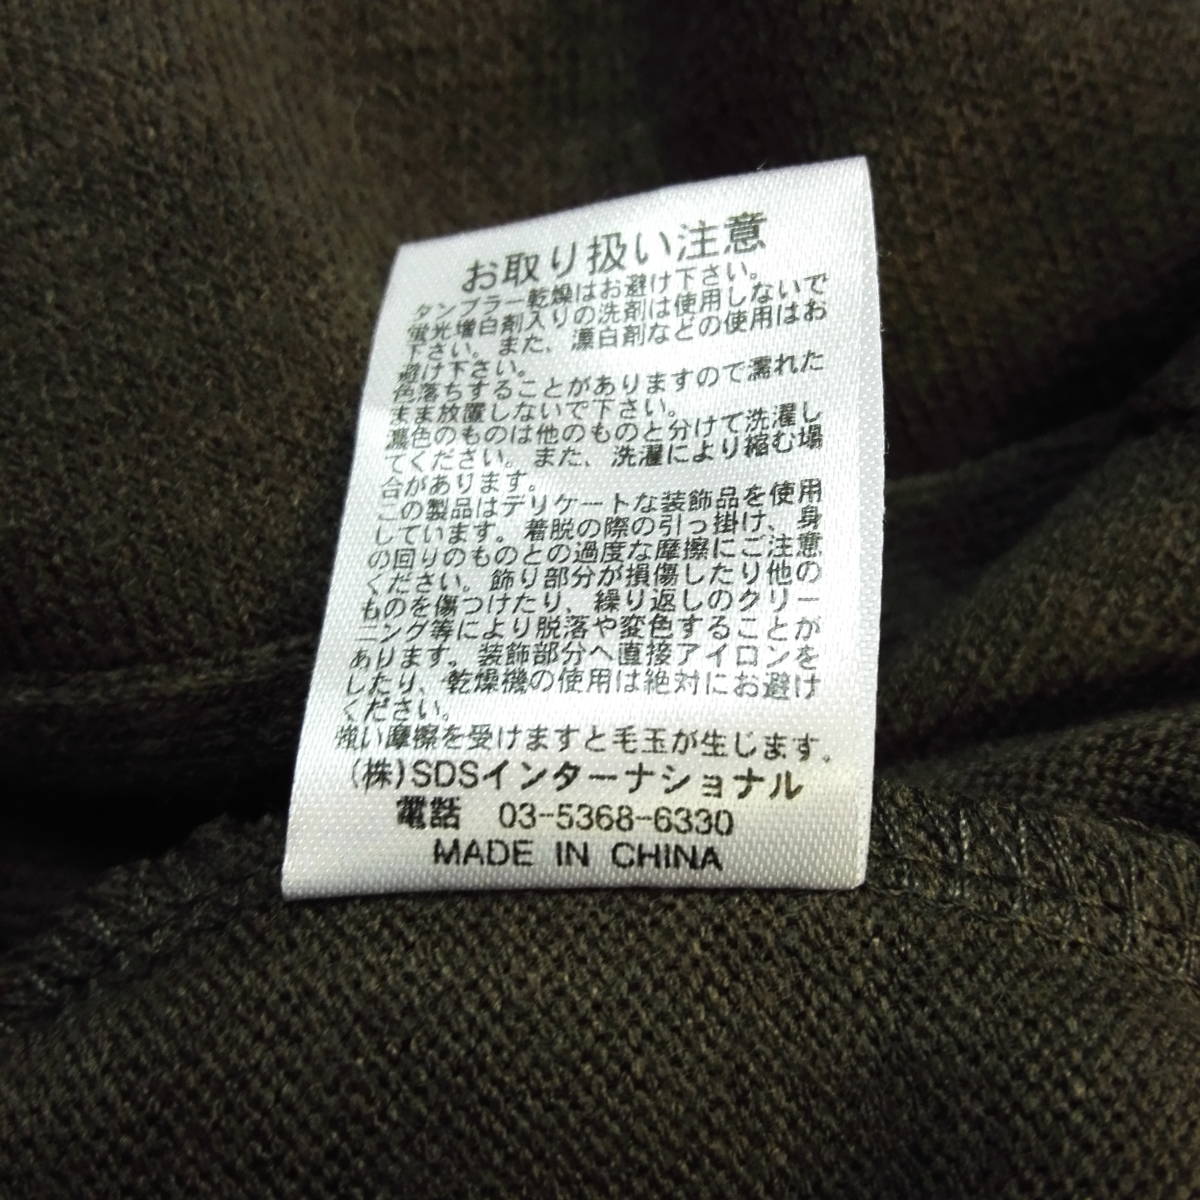 お取り扱い注意
タンブラー乾燥はお避け下さい。
蛍光増白剤入りの洗剤は使用しないで
下さい。また、漂白剤などの使用はお
避け下さい。
色落ちすることがありますので濡れた
まま放置しないで下さい。
濃色のものは他のものと分けて洗濯し
てください。また、洗濯により縮む場
合があります。
この製品はデリケートな装飾品を使用
しています。着脱の際の引っ掛け、身
の回りのものとの過度な摩擦にご注意
ください。飾り部分が損傷したり他の
ものを傷つけたり、繰り返しのクリー
ニング等により脱落や変色することが
あります。装飾部分へ直接アイロンを
したり、乾燥機の使用は絶対にお避け
ください。
強い摩擦を受けますと毛玉が生じます。
(株)SDSインターナショナル
電話 03-5368-6330
MADE IN CHINA